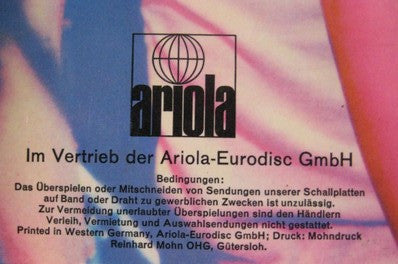 ariola
Im Vertrieb der Ariola-Eurodisc GmbH
Bedingungen:
Das Überspielen oder Mitschneiden von Sendungen unserer Schallplatten
auf Band oder Draht zu gewerblichen Zwecken ist unzulässig.
Zur Vermeidung unerlaubter Überspielungen sind den Händlern
Verleih, Vermietung und Auswahlsendungen nicht gestattet.
Printed in Western Germany, Ariola-Eurodisc GmbH; Druck: Mohndruck
Reinhard Mohn OHG, Gütersloh.